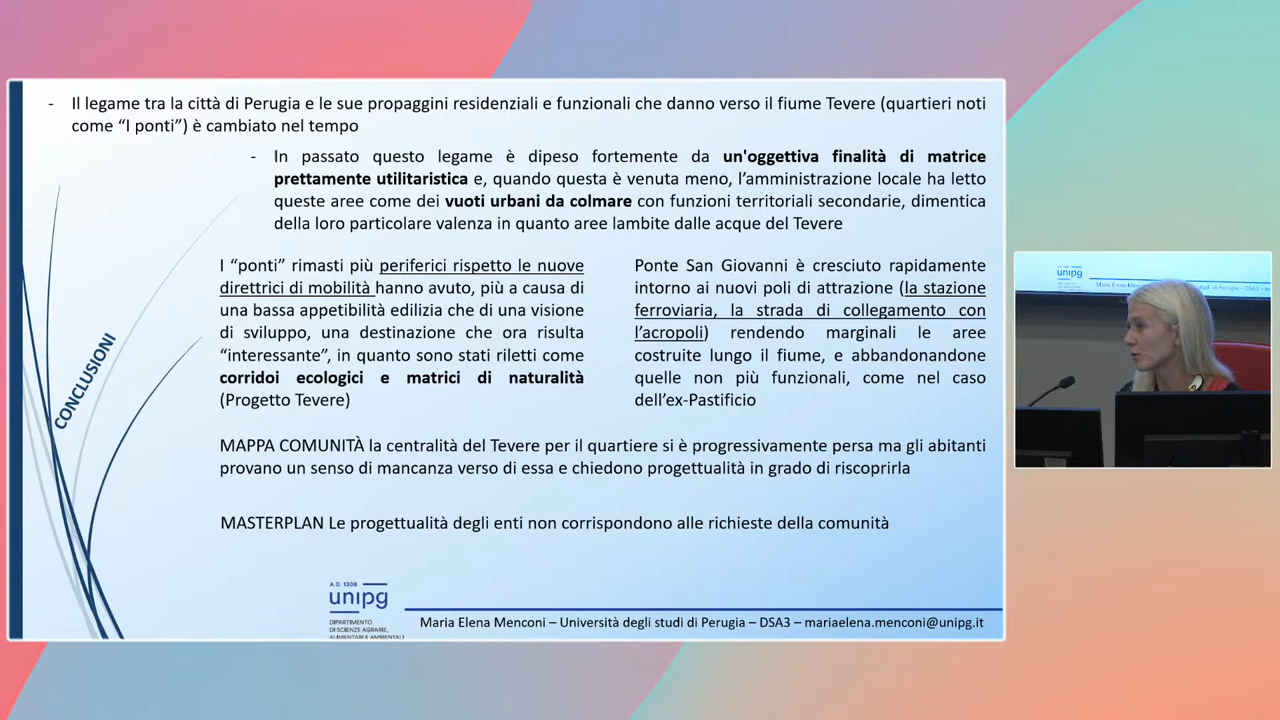 - Il legame tra la città di Perugia e le sue propaggini residenziali e funzionali che danno verso il fiume Tevere (quartieri noti
come “I ponti”) è cambiato nel tempo
- In passato questo legame è dipeso fortemente da un'oggettiva finalità di matrice
prettamente utilitaristica e, quando questa è venuta meno, l’amministrazione locale ha letto
queste aree come dei vuoti urbani da colmare con funzioni territoriali secondarie, dimentica
della loro particolare valenza in quanto aree lambite dalle acque del Tevere
I “ponti” rimasti più periferici rispetto le nuove
direttrici di mobilità hanno avuto, più a causa di
una bassa appetibilità edilizia che di una visione
di sviluppo, una destinazione che ora risulta
“interessante”, in quanto sono stati riletti come
corridoi ecologici e matrici di naturalità
(Progetto Tevere)
Ponte San Giovanni è cresciuto rapidamente
intorno ai nuovi poli di attrazione (la stazione
ferroviaria, la strada di collegamento con
l’acropoli) rendendo marginali le aree
costruite lungo il fiume, e abbandonandone
quelle non più funzionali, come nel caso
dell’ex-Pastificio
CONCLUSIONI
MAPPA COMUNITÀ la centralità del Tevere per il quartiere si è progressivamente persa ma gli abitanti
provano un senso di mancanza verso di essa e chiedono progettualità in grado di riscoprirla
MASTERPLAN Le progettualità degli enti non corrispondono alle richieste della comunità
A.D. 1308
unipg
DIPARTIMENTO
DI SCIENZE AGRARIE,
ALIMENTARI E AMBIENTALI
Maria Elena Menconi – Università degli studi di Perugia – DSA3 – mariaelena.menconi@unipg.it
unipg